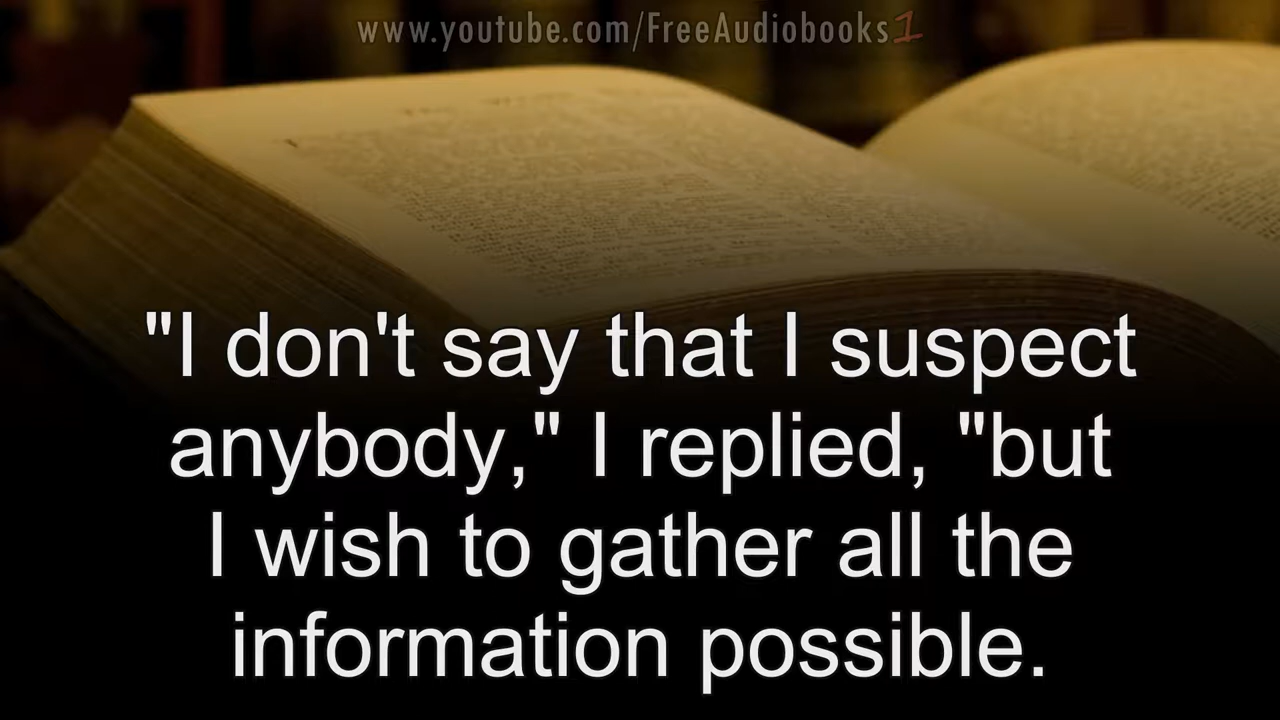 www.youtube.com/FreeAudiobooks1
"I don't say that I suspect
anybody," I replied, "but
I wish to gather all the
information possible.